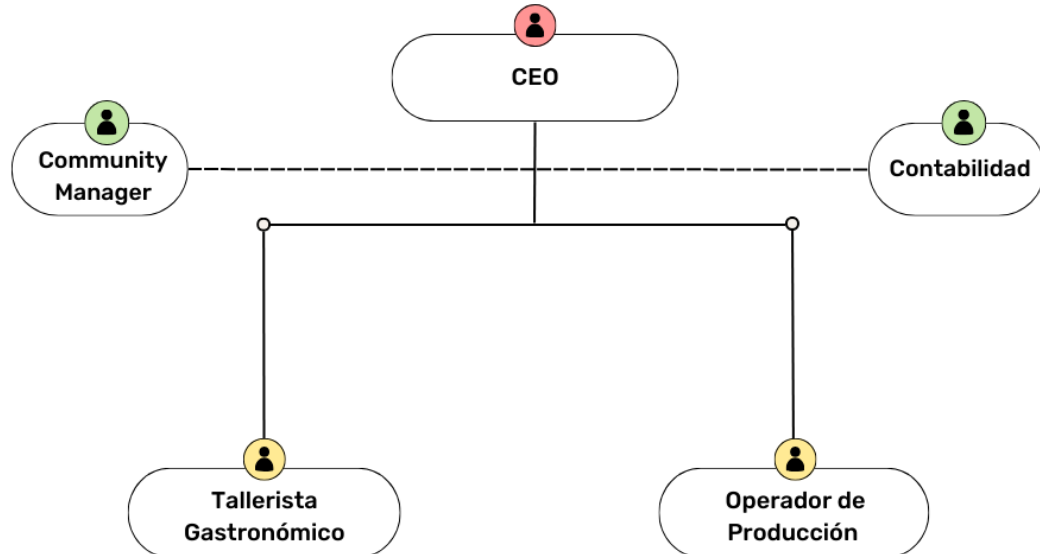 CEO
Community
Manager
Contabilidad
Tallerista
Gastronómico
Operador de
Producción